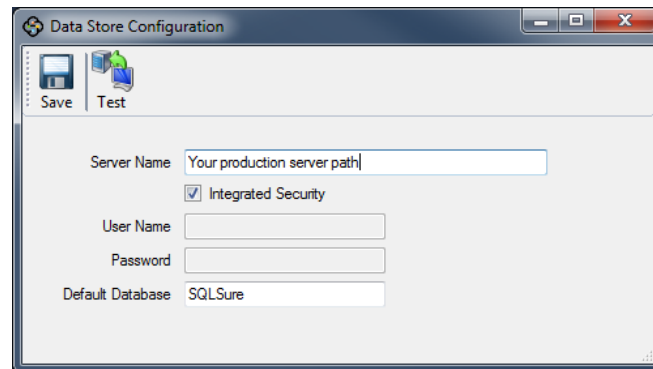 Data Store Configuration
Save Test
Server Name Your production server path
Integrated Security
User Name
Password
Default Database SQLSure